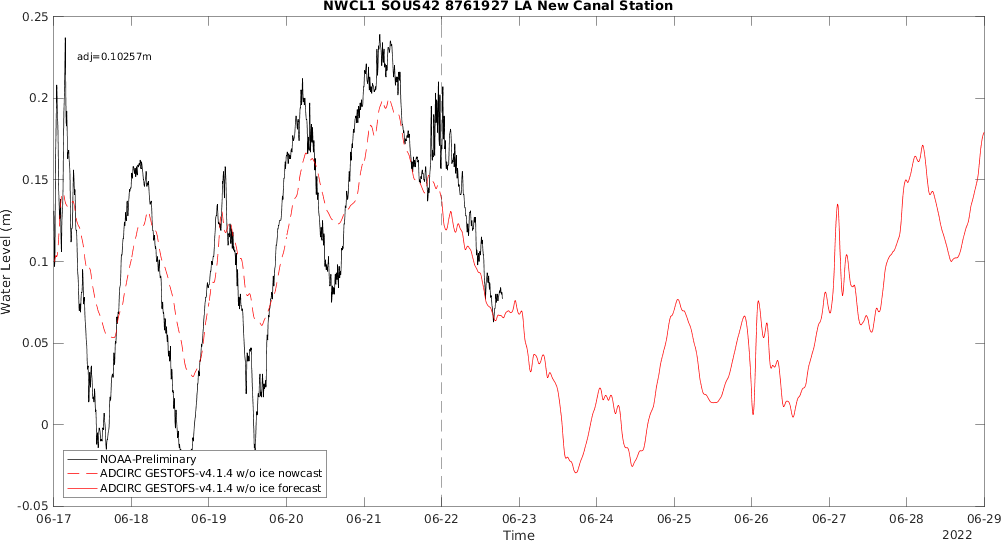 NWCL1 SOUS42 8761927 LA New Canal Station
adj=0.10257m
Water Level (m)
0.25
0.2
0.15
0.1
0.05
0
-0.05
NOAA-Preliminary
ADCIRC GESTOFS-v4.1.4 w/o ice nowcast
ADCIRC GESTOFS-v4.1.4 w/o ice forecast
06-17 06-18 06-19 06-20 06-21 06-22 06-23 06-24 06-25 06-26 06-27 06-28 06-29
Time
2022